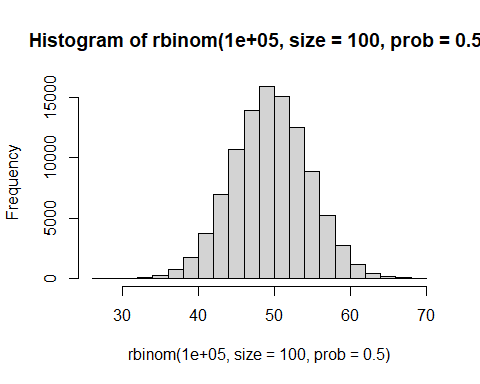 Histogram of rbinom(1e+05, size = 100, prob = 0.5
Frequency
15000
10000
5000
0
30 40 50 60 70
rbinom(1e+05, size = 100, prob = 0.5)